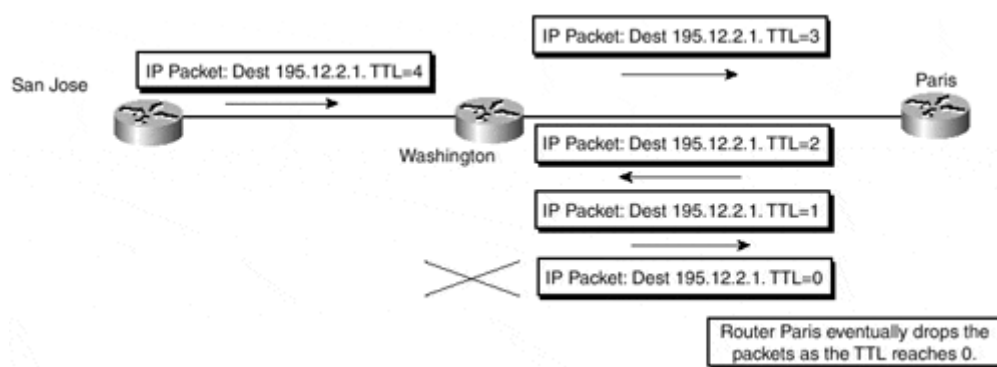 IP Packet: Dest 195.12.2.1. TTL=3
IP Packet: Dest 195.12.2.1. TTL=4
San Jose
Paris
Washington
IP Packet: Dest 195.12.2.1. TTL=2
IP Packet: Dest 195.12.2.1. TTL=1
IP Packet: Dest 195.12.2.1. TTL=0
Router Paris eventually drops the
packets as the TTL reaches 0.